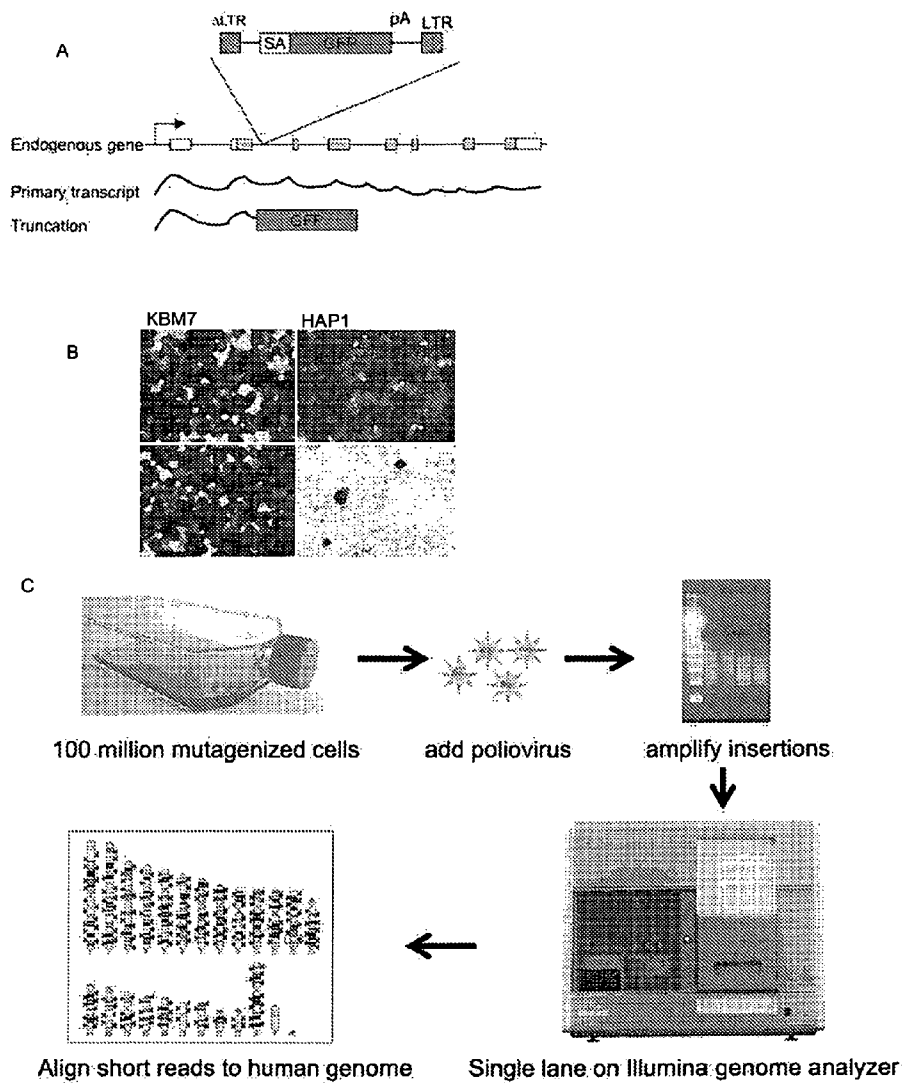 A
ΔLTR
pA
LTR
SA
GFP
Endogenous gene
Primary transcript
Truncation
GFP
B
KBM7
HAP1
C
100 million mutagenized cells
add poliovirus
amplify insertions
Align short reads to human genome
Single lane on Illumina genome analyzer